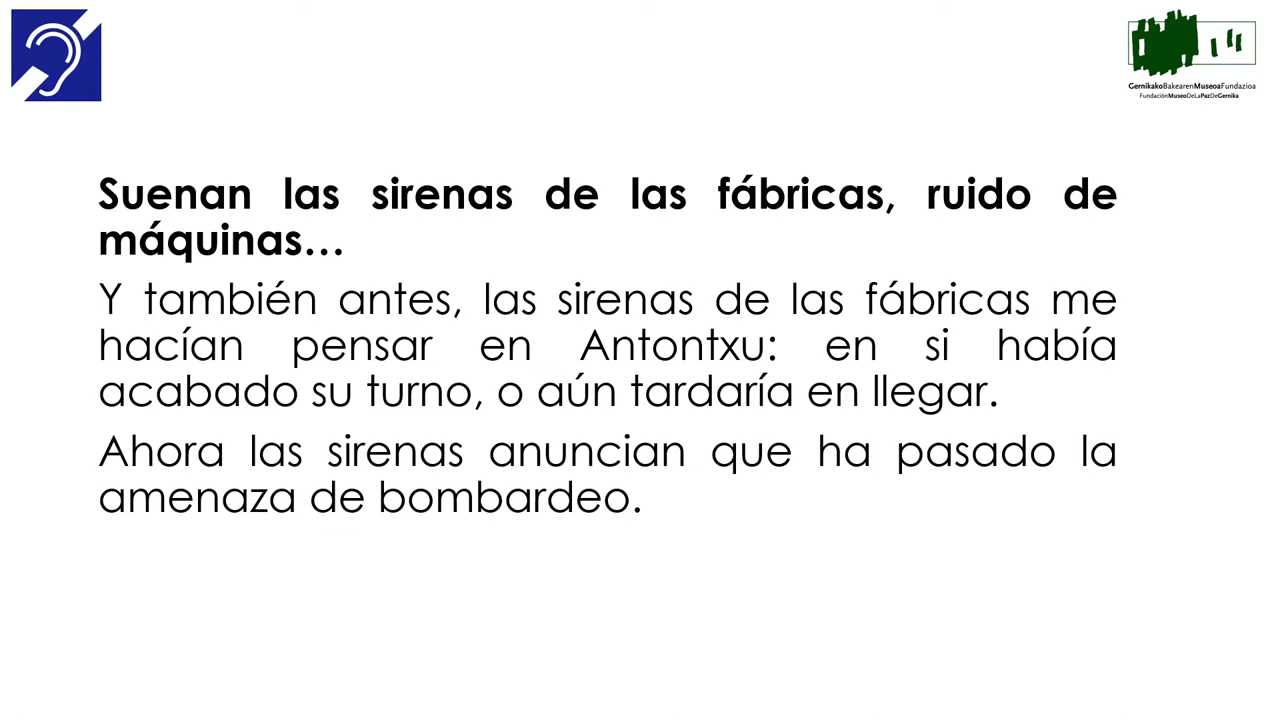 GernikakoBakearenMuseoaFundazioa
FundaciónMuseoDeLaPazDeGernika
Suenan las sirenas de las fábricas, ruido de
máquinas…
Y también antes, las sirenas de las fábricas me
hacían pensar en Antontxu: en si había
acabado su turno, o aún tardaría en llegar.
Ahora las sirenas anuncian que ha pasado la
amenaza de bombardeo.